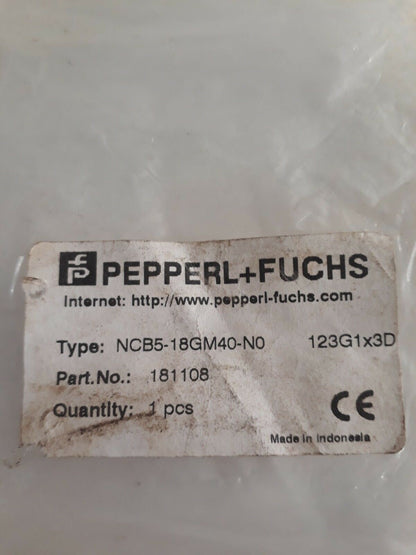 PEPPERL+FUCHS
Internet: http://www.pepperl-fuchs.com
Type: NCB5-18GM40-N0 123G1x3D
Part.No.: 181108
Quantity: 1 pcs
CE
Made in Indonesia